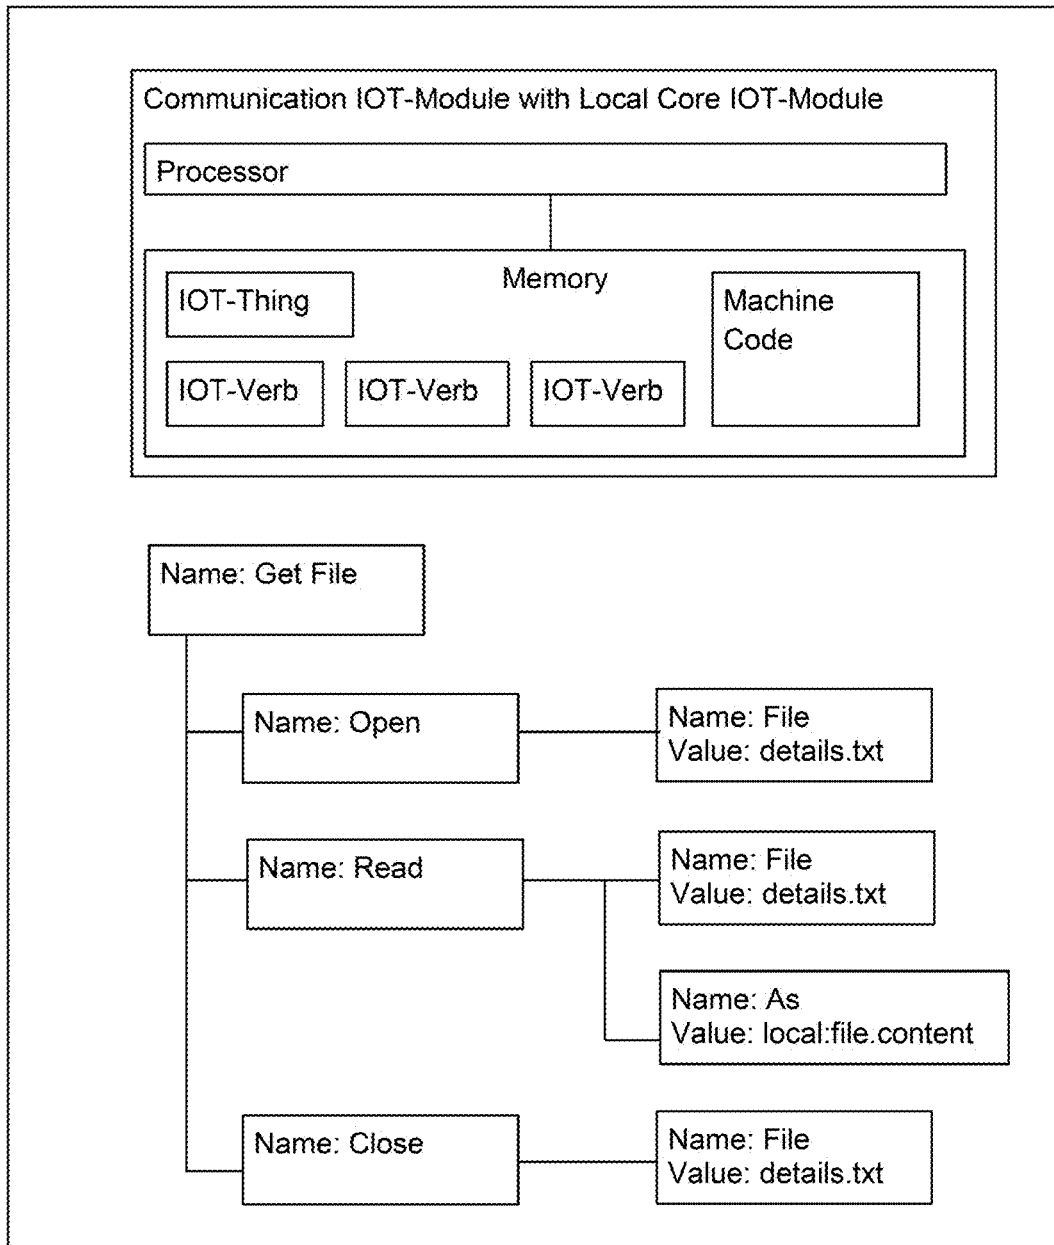 Communication IOT-Module with Local Core IOT-Module
Processor
Memory
IOT-Thing
Machine
Code
IOT-Verb
IOT-Verb
IOT-Verb
Name: Get File
Name: Open
Name: File
Value: details.txt
Name: Read
Name: File
Value: details.txt
Name: As
Value: local:file.content
Name: Close
Name: File
Value: details.txt